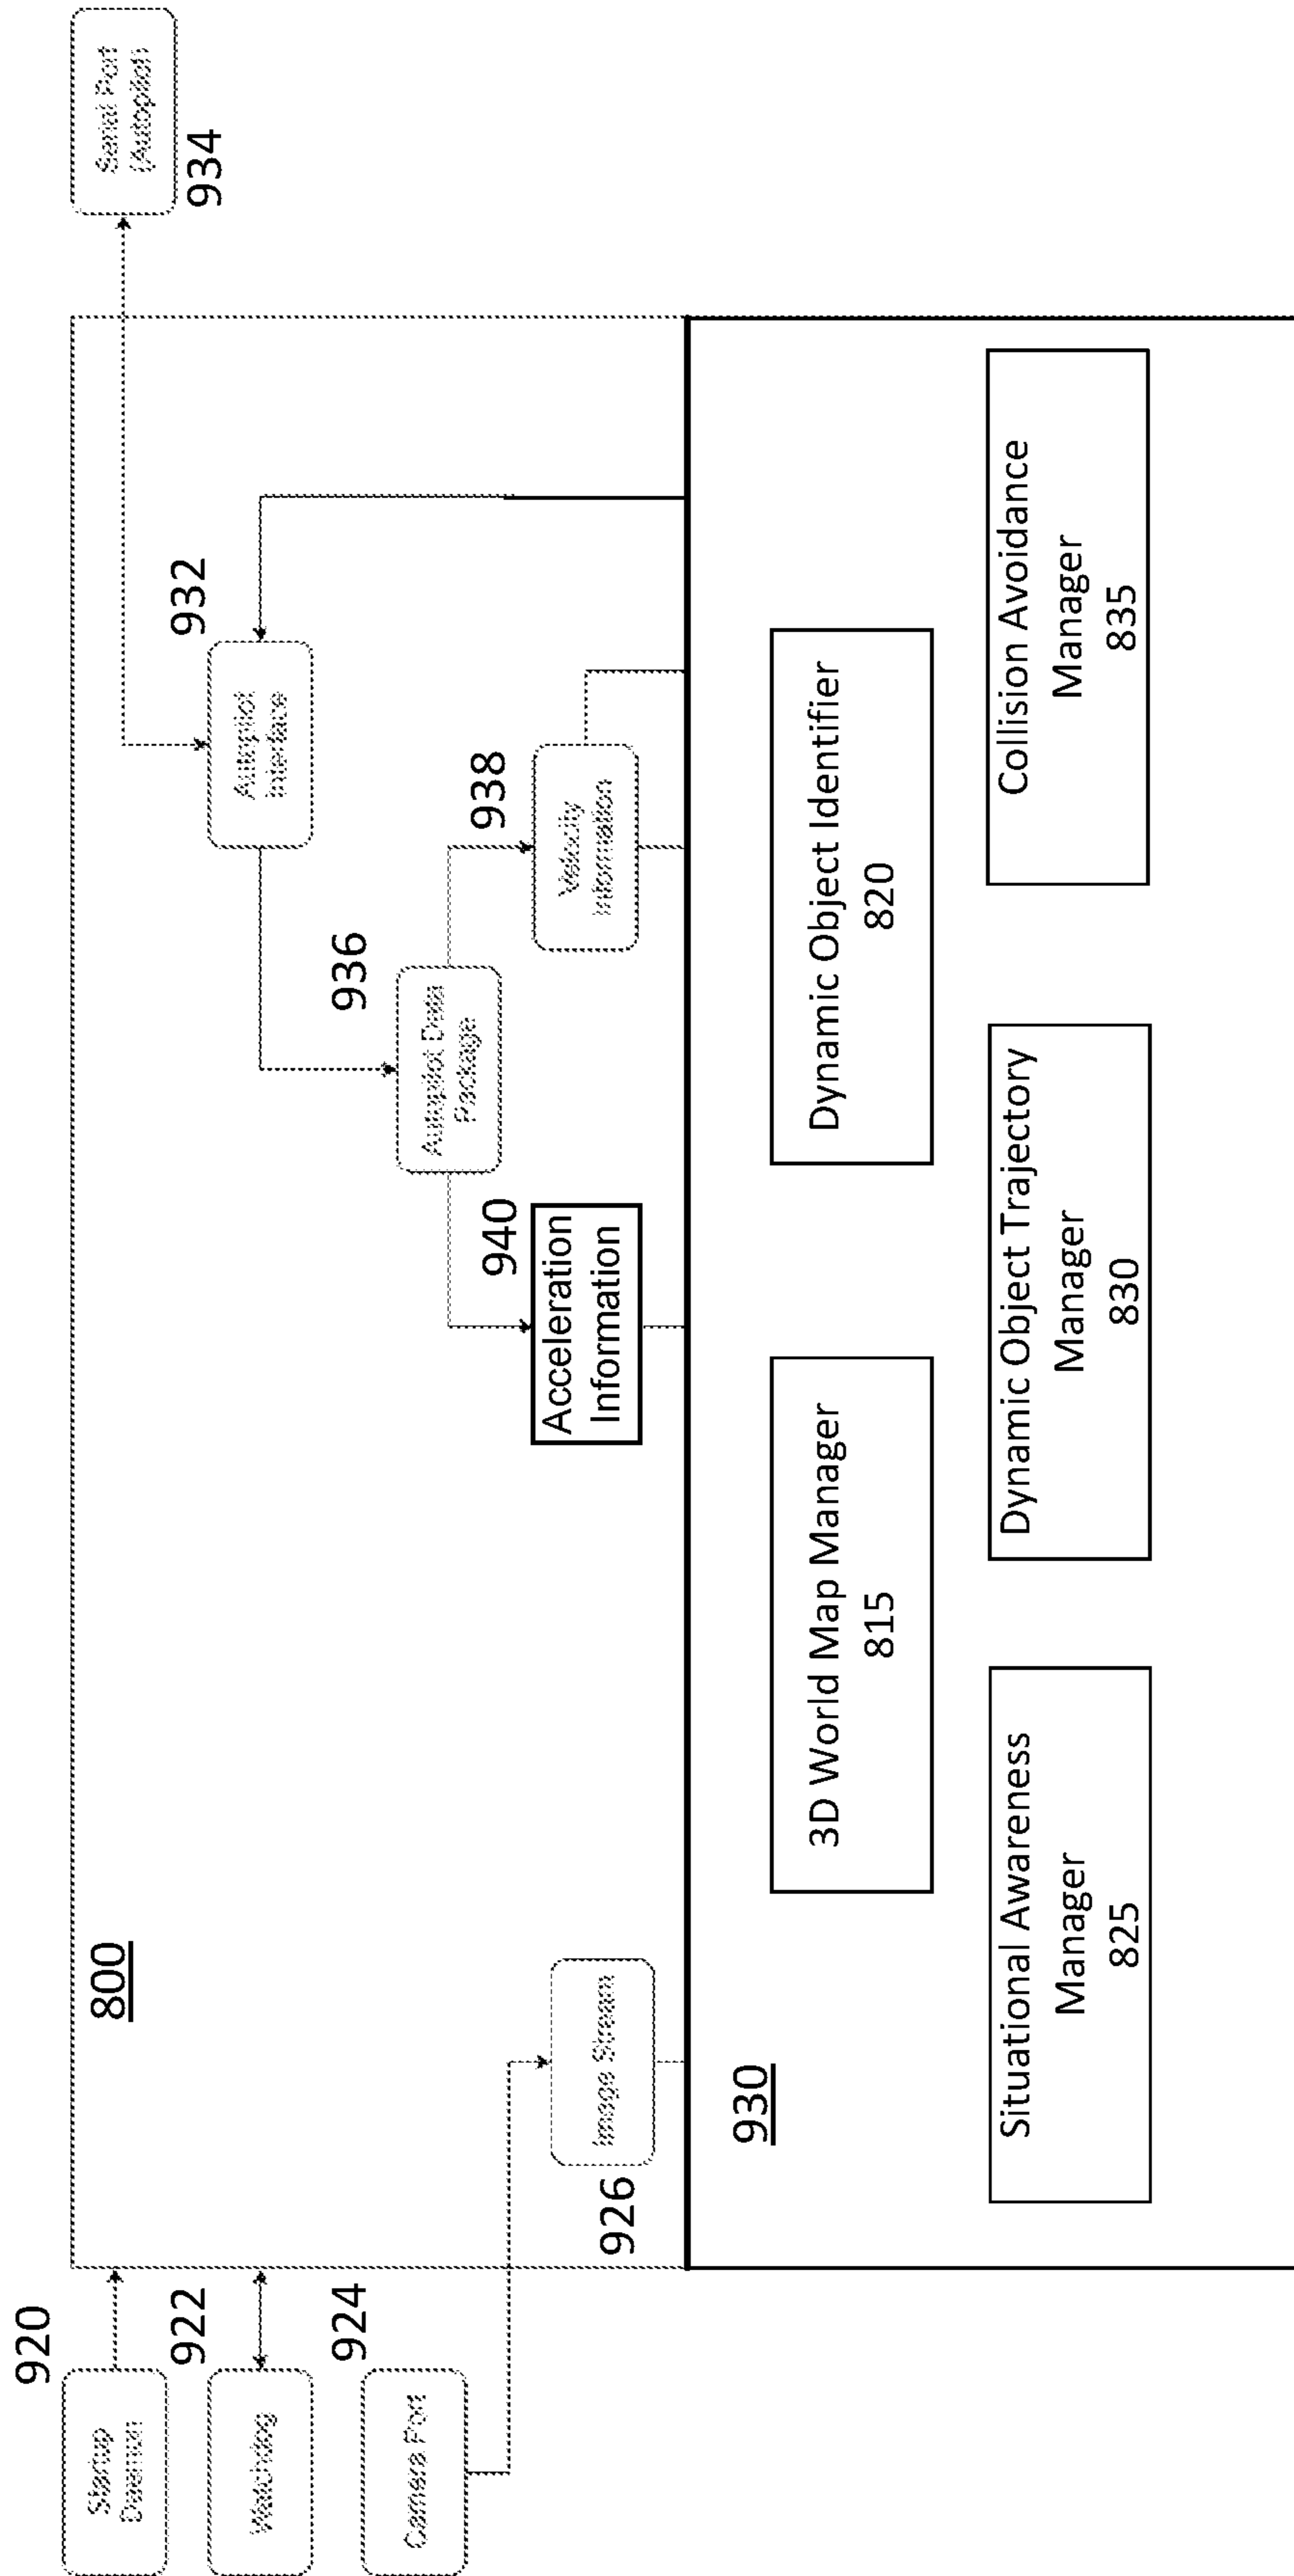 920
Startup
Daemon
922
Watchdog
924
Camera Port
800
926
Image Stream
934
Serial Port
(Autopilot)
932
Autopilot
Interface
936
Autopilot Data
Package
938
Velocity
Information
940
Acceleration
Information
930
3D World Map Manager
815
Dynamic Object Identifier
820
Situational Awareness
Manager
825
Dynamic Object Trajectory
Manager
830
Collision Avoidance
Manager
835